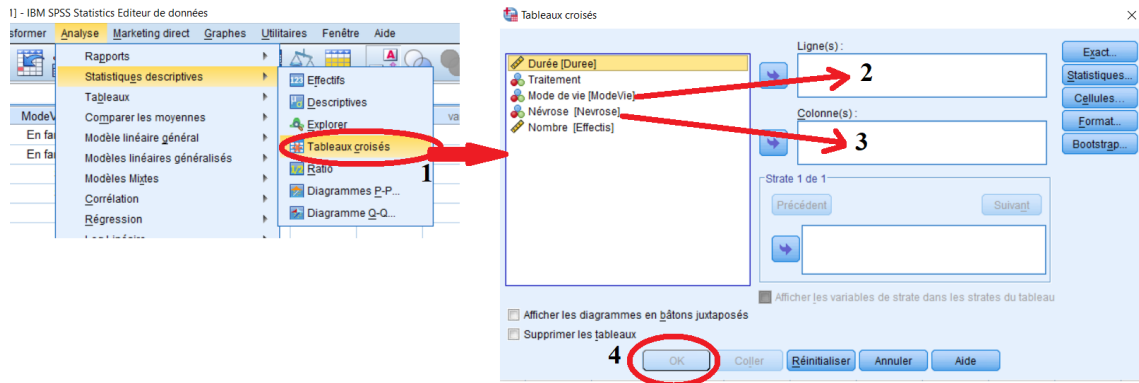 1] - IBM SPSS Statistics Editeur de données
sformer Analyse Marketing direct Graphes Utilitaires Fenêtre Aide
Rapports
Statistiques descriptives
Tableaux
Comparer les moyennes
Modèle linéaire général
Modèles linéaires généralisés
Modèles Mixtes
Corrélation
Régression
Log Linéaire
ModeV
En fai
En fai
va
Effectifs
Descriptives
Explorer
Tableaux croisés
Ratio
Diagrammes P-P...
Diagramme Q-Q...
1
Tableaux croisés
Durée [Duree]
Traitement
Mode de vie [ModeVie]
Névrose [Nevrose]
Nombre [Effectis]
Ligne(s) :
2
Colonne(s) :
3
Strate 1 de 1
Précédent Suivant
Afficher les variables de strate dans les strates du tableau
Exact...
Statistiques...
Cellules...
Format...
Bootstrap...
Afficher les diagrammes en bâtons juxtaposés
Supprimer les tableaux
4
OK Coller Réinitialiser Annuler Aide